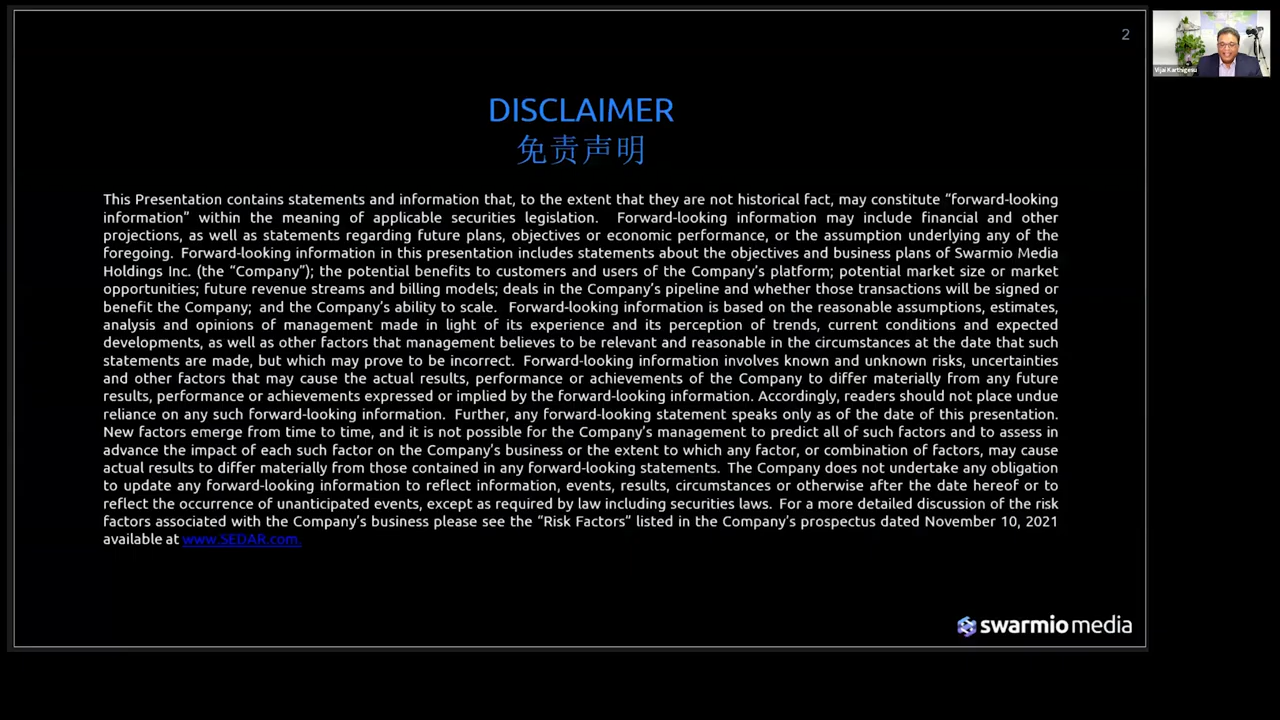 2
DISCLAIMER
免责声明
This Presentation contains statements and information that, to the extent that they are not historical fact, may constitute “forward-looking
information” within the meaning of applicable securities legislation. Forward-looking information may include financial and other
projections, as well as statements regarding future plans, objectives or economic performance, or the assumption underlying any of the
foregoing. Forward-looking information in this presentation includes statements about the objectives and business plans of Swarmio Media
Holdings Inc. (the “Company”); the potential benefits to customers and users of the Company’s platform; potential market size or market
opportunities; future revenue streams and billing models; deals in the Company’s pipeline and whether those transactions will be signed or
benefit the Company; and the Company’s ability to scale. Forward-looking information is based on the reasonable assumptions, estimates,
analysis and opinions of management made in light of its experience and its perception of trends, current conditions and expected
developments, as well as other factors that management believes to be relevant and reasonable in the circumstances at the date that such
statements are made, but which may prove to be incorrect. Forward-looking information involves known and unknown risks, uncertainties
and other factors that may cause the actual results, performance or achievements of the Company to differ materially from any future
results, performance or achievements expressed or implied by the forward-looking information. Accordingly, readers should not place undue
reliance on any such forward-looking information. Further, any forward-looking statement speaks only as of the date of this presentation.
New factors emerge from time to time, and it is not possible for the Company’s management to predict all of such factors and to assess in
advance the impact of each such factor on the Company’s business or the extent to which any factor, or combination of factors, may cause
actual results to differ materially from those contained in any forward-looking statements. The Company does not undertake any obligation
to update any forward-looking information to reflect information, events, results, circumstances or otherwise after the date hereof or to
reflect the occurrence of unanticipated events, except as required by law including securities laws. For a more detailed discussion of the risk
factors associated with the Company’s business please see the “Risk Factors“ listed in the Company’s prospectus dated November 10, 2021
available at www.SEDAR.com.
swarmio media
Vijai Karthigesu